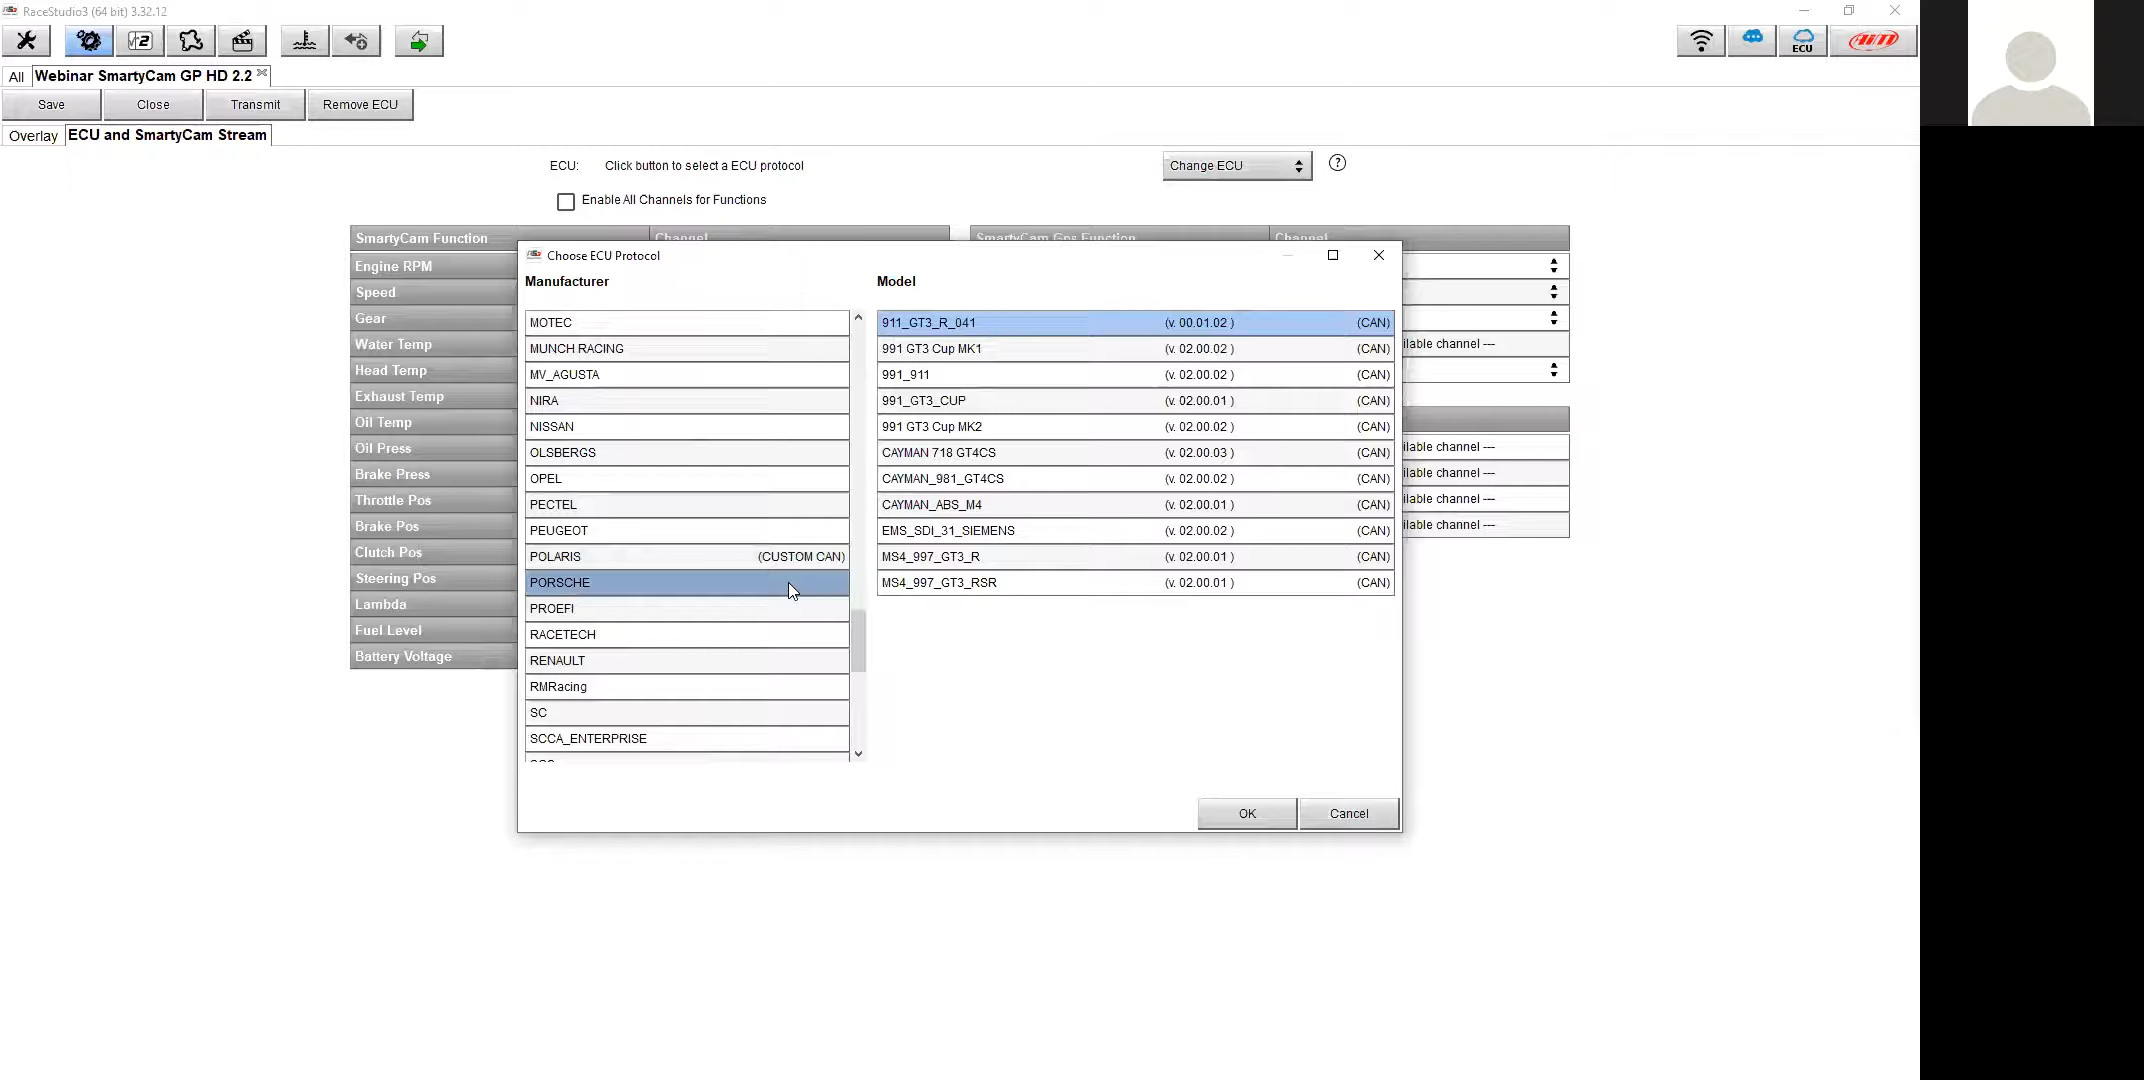 RaceStudio3 (64 bit) 3.32.12
ECU
All
Webinar SmartyCam GP HD 2.2
Save
Close
Transmit
Remove ECU
Overlay
ECU and SmartyCam Stream
ECU:
Click button to select a ECU protocol
Change ECU
?
Enable All Channels for Functions
SmartyCam Function
Channel
SmartyCam Gps Function
Channel
Engine RPM
Speed
Gear
Water Temp
Head Temp
Exhaust Temp
Oil Temp
Oil Press
Brake Press
Throttle Pos
Brake Pos
Clutch Pos
Steering Pos
Lambda
Fuel Level
Battery Voltage
Choose ECU Protocol
Manufacturer
MOTEC
MUNCH RACING
MV_AGUSTA
NIRA
NISSAN
OLSBERGS
OPEL
PECTEL
PEUGEOT
POLARIS (CUSTOM CAN)
PORSCHE
PROEFI
RACETECH
RENAULT
RMRacing
SC
SCCA_ENTERPRISE
Model
911_GT3_R_041 (v. 00.01.02 ) (CAN)
991 GT3 Cup MK1 (v. 02.00.02 ) (CAN)
991_911 (v. 02.00.02 ) (CAN)
991_GT3_CUP (v. 02.00.01 ) (CAN)
991 GT3 Cup MK2 (v. 02.00.02 ) (CAN)
CAYMAN 718 GT4CS (v. 02.00.03 ) (CAN)
CAYMAN_981_GT4CS (v. 02.00.02 ) (CAN)
CAYMAN_ABS_M4 (v. 02.00.01 ) (CAN)
EMS_SDI_31_SIEMENS (v. 02.00.02 ) (CAN)
MS4_997_GT3_R (v. 02.00.01 ) (CAN)
MS4_997_GT3_RSR (v. 02.00.01 ) (CAN)
OK
Cancel
ilable channel ---
ilable channel ---
ilable channel ---
ilable channel ---
ilable channel ---